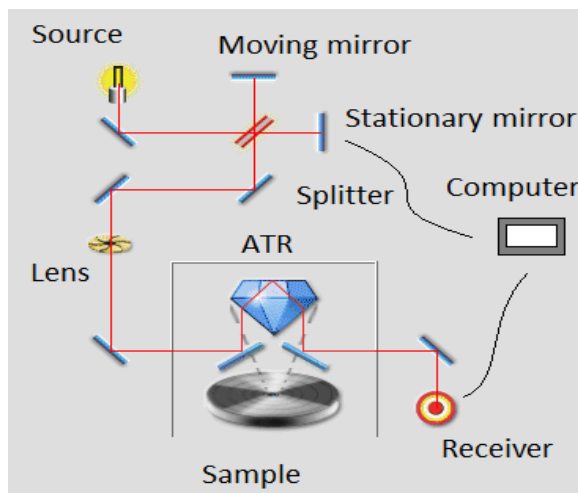 Source
Moving mirror
Stationary mirror
Splitter
Computer
Lens
ATR
Receiver
Sample